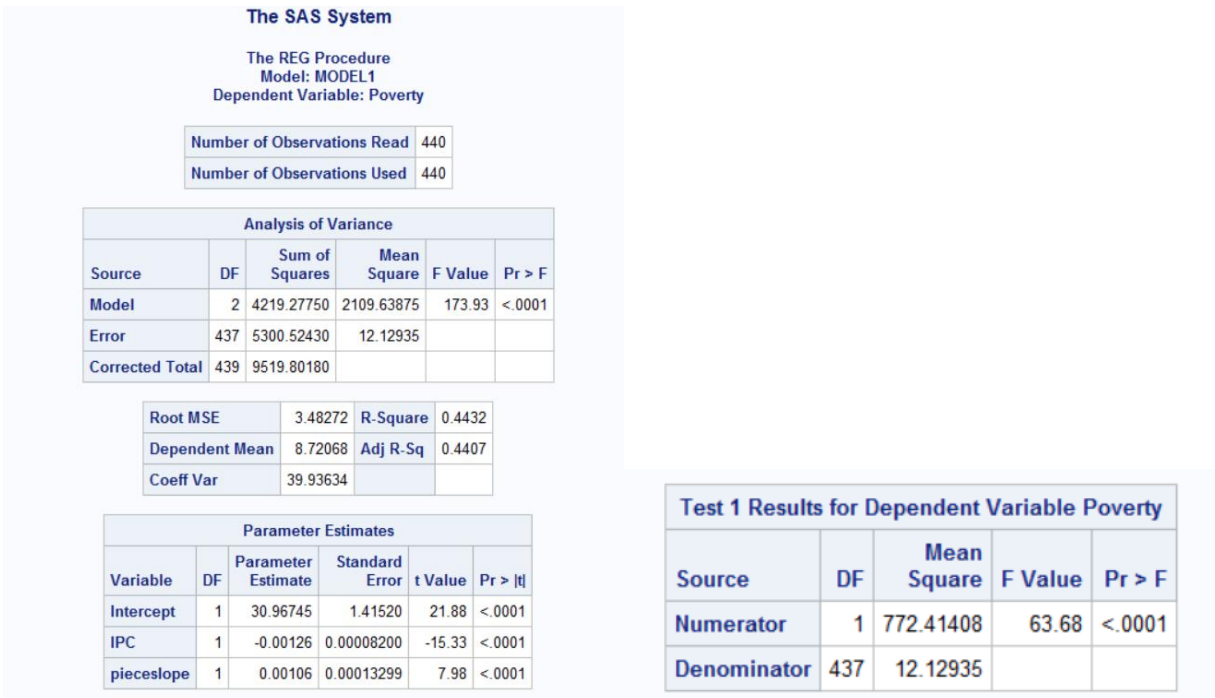 The SAS System
The REG Procedure
Model: MODEL1
Dependent Variable: Poverty
Number of Observations Read 440
Number of Observations Used 440
Analysis of Variance
Source DF Sum of Squares Mean Square F Value Pr > F
Model 2 4219.27750 2109.63875 173.93 <.0001
Error 437 5300.52430 12.12935
Corrected Total 439 9519.80180
Root MSE 3.48272 R-Square 0.4432
Dependent Mean 8.72068 Adj R-Sq 0.4407
Coeff Var 39.93634
Parameter Estimates
Variable DF Parameter Estimate Standard Error t Value Pr > |t|
Intercept 1 30.96745 1.41520 21.88 <.0001
IPC 1 -0.00126 0.00008200 -15.33 <.0001
pieceslope 1 0.00106 0.00013299 7.98 <.0001
Test 1 Results for Dependent Variable Poverty
Source DF Mean Square F Value Pr > F
Numerator 1 772.41408 63.68 <.0001
Denominator 437 12.12935